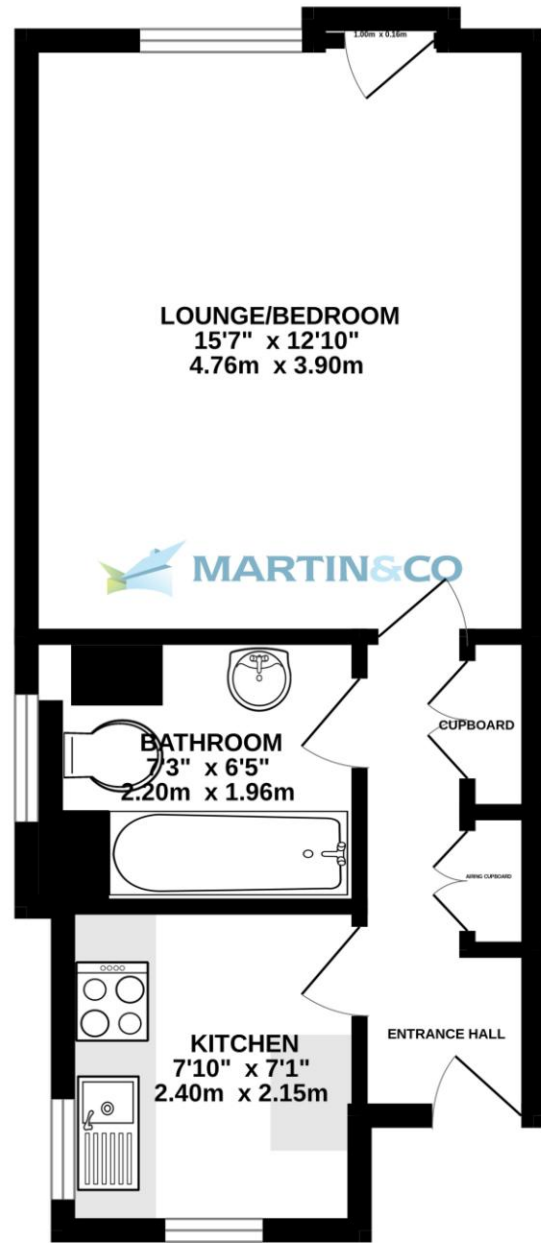 1.00m x 0.16m
LOUNGE/BEDROOM
15'7" x 12'10"
4.76m x 3.90m
MARTIN&CO
BATHROOM
7'3" x 6'5"
2.20m x 1.96m
CUPBOARD
AIRING CUPBOARD
ENTRANCE HALL
KITCHEN
7'10" x 7'1"
2.40m x 2.15m